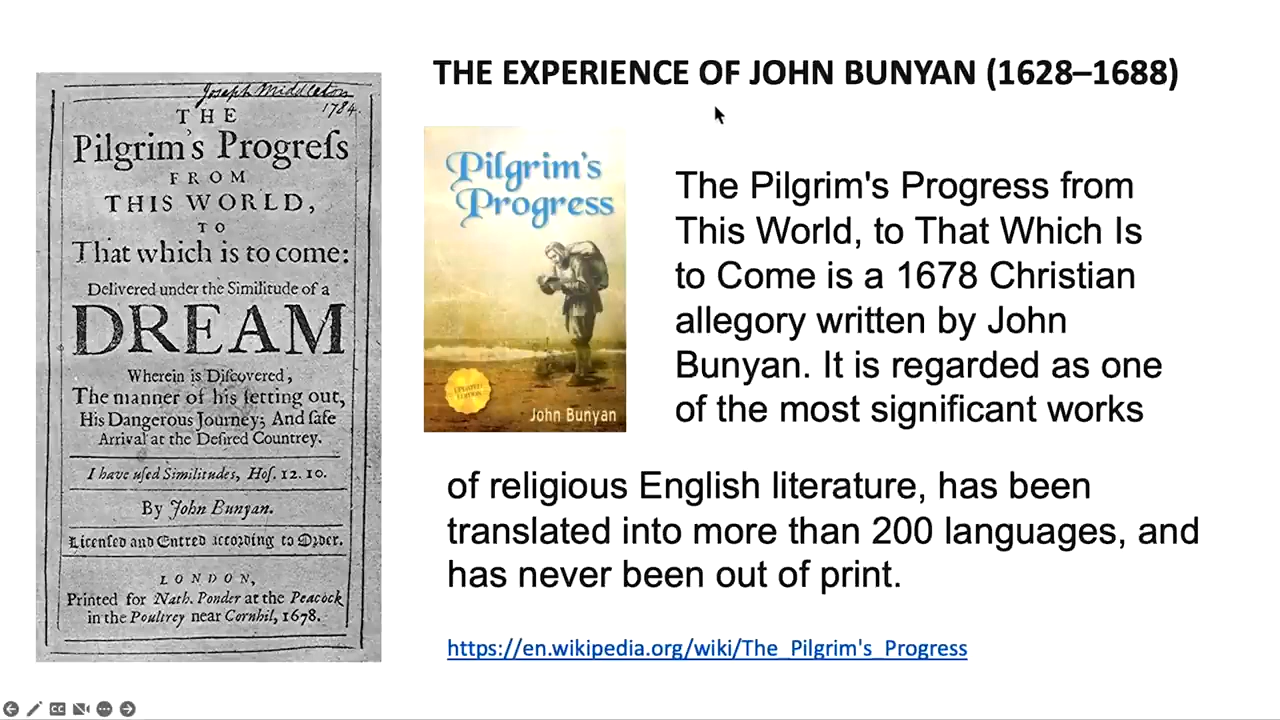 THE EXPERIENCE OF JOHN BUNYAN (1628–1688)
Joseph Middleton
1784.
THE
Pilgrim's Progreſs
FROM
THIS WORLD,
TO
That which is to come:
Delivered under the Similitude of a
DREAM
Wherein is Diſcovered,
The manner of his ſetting out,
His Dangerous Journey; And ſafe
Arrival at the Deſired Countrey.
I have uſed Similitudes, Hoſ. 12. 10.
By John Bunyan.
Licenſed and Entred according to Order.
LONDON,
Printed for Nath. Ponder at the Peacock
in the Poultrey near Cornhil, 1678.
Pilgrim's
Progress
UPDATED
EDITION
John Bunyan
The Pilgrim's Progress from
This World, to That Which Is
to Come is a 1678 Christian
allegory written by John
Bunyan. It is regarded as one
of the most significant works
of religious English literature, has been
translated into more than 200 languages, and
has never been out of print.
https://en.wikipedia.org/wiki/The_Pilgrim's_Progress
CC